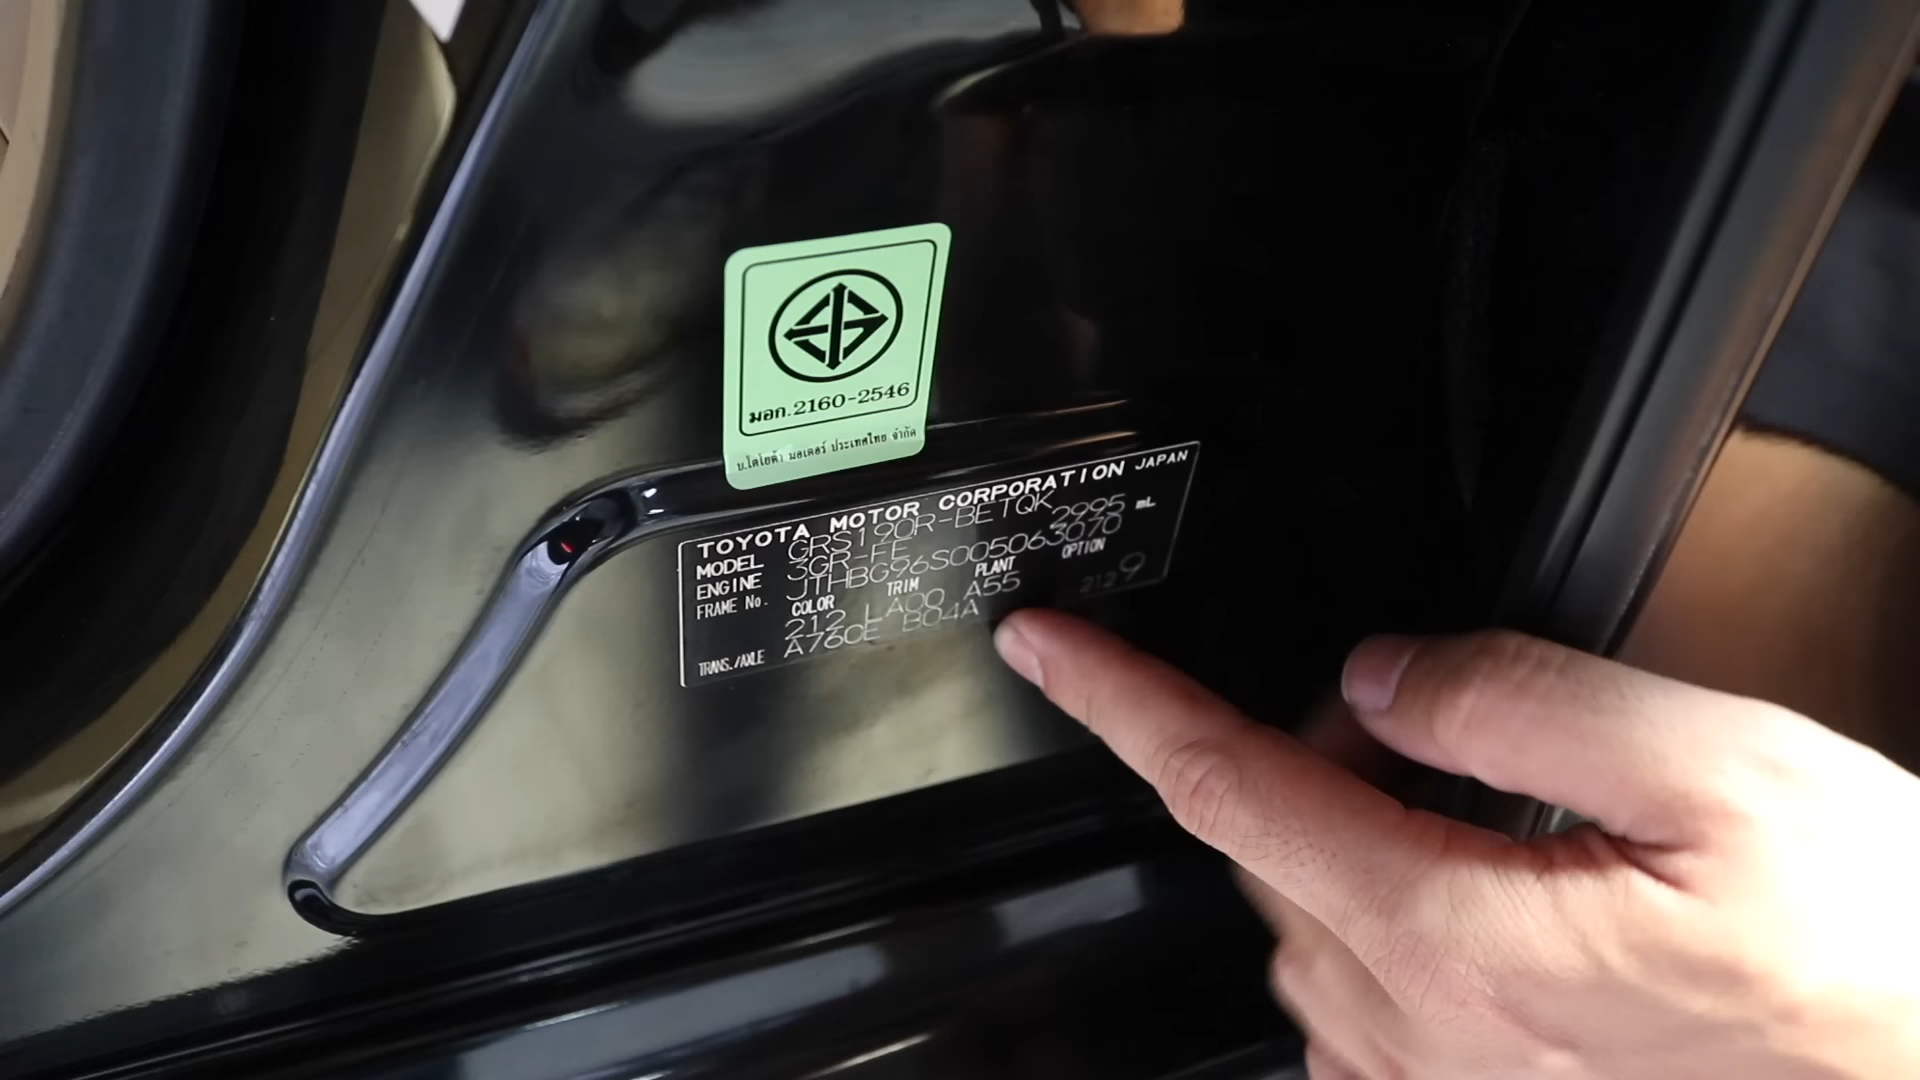 มอก.2160-2546
บ.โตโยต้า มอเตอร์ ประเทศไทย จำกัด
TOYOTA MOTOR CORPORATION JAPAN
MODEL GRS190R-BETQK
ENGINE 3GR-FE 2995 mL
FRAME No. JTHBG96S005063070
COLOR TRIM PLANT OPTION
212 LA00 A55 212 9
TRANS./AXLE A760E B04A